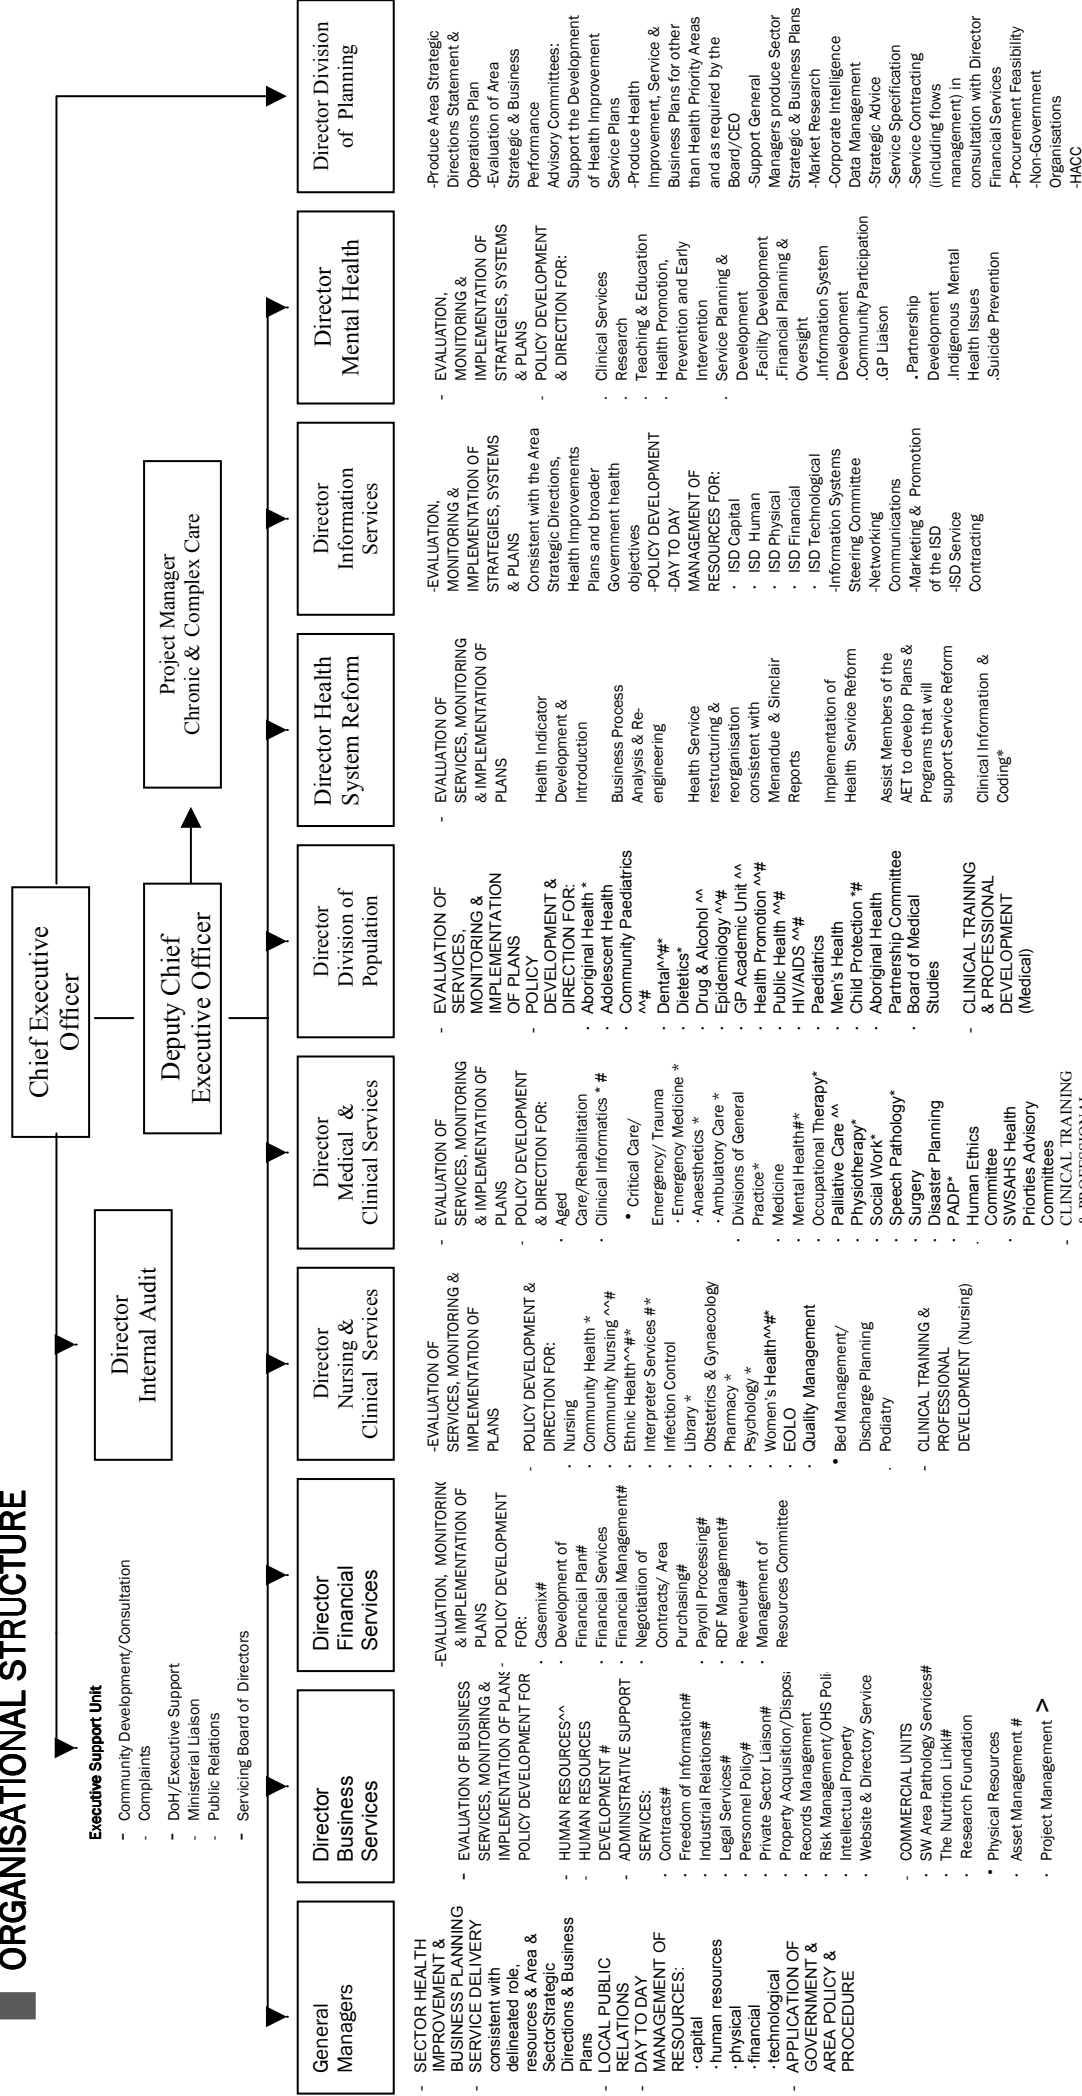 ORGANISATIONAL STRUCTURE
Chief Executive
Officer
Deputy Chief
Executive Officer
Project Manager
Chronic & Complex Care
Director
Internal Audit
Executive Support Unit
- Community Development/Consultation
- Complaints
- DoH/Executive Support
- Ministerial Liaison
- Public Relations
- Servicing Board of Directors
General
Managers
- SECTOR HEALTH
IMPROVEMENT &
BUSINESS PLANNING
- SERVICE DELIVERY
consistent with
delineated role,
resources & Area &
SectorStrategic
Directions & Business
Plans
- LOCAL PUBLIC
RELATIONS
- DAY TO DAY
MANAGEMENT OF
RESOURCES:
·capital
·human resources
·physical
·financial
·technological
- APPLICATION OF
GOVERNMENT &
AREA POLICY &
PROCEDURE
Director
Business
Services
- EVALUATION OF BUSINESS
SERVICES, MONITORING &
IMPLEMENTATION OF PLANS
- POLICY DEVELOPMENT FOR
- HUMAN RESOURCES^^
- HUMAN RESOURCES
DEVELOPMENT #
- ADMINISTRATIVE SUPPORT
SERVICES:
· Contracts#
· Freedom of Information#
· Industrial Relations#
· Legal Services#
· Personnel Policy#
· Private Sector Liaison#
· Property Acquisition/Disposi
· Records Management
· Risk Management/OHS Poli
· Intellectual Property
· Website & Directory Service
- COMMERCIAL UNITS
· SW Area Pathology Services#
· The Nutrition Link!#
· Research Foundation
• Physical Resources
· Asset Management #
· Project Management >
Director
Financial
Services
-EVALUATION, MONITORING
& IMPLEMENTATION OF
PLANS
- POLICY DEVELOPMENT
FOR:
· Casemix#
· Development of
Financial Plan#
· Financial Services
· Financial Management#
· Negotiation of
Contracts/ Area
Purchasing#
· Payroll Processing#
· RDF Management#
· Revenue#
· Management of
Resources Committee
Director
Nursing &
Clinical Services
-EVALUATION OF
SERVICES, MONITORING &
IMPLEMENTATION OF
PLANS
- POLICY DEVELOPMENT &
DIRECTION FOR:
· Nursing
· Community Health *
· Community Nursing ^^#
· Ethnic Health^^#*
· Interpreter Services #*
· Infection Control
· Library *
· Obstetrics & Gynaecology
· Pharmacy *
· Psychology *
· Women's Health^^#*
· EOLO
· Quality Management
• Bed Management/
Discharge Planning
· Podiatry
- CLINICAL TRAINING &
PROFESSIONAL
DEVELOPMENT (Nursing)
Director
Medical &
Clinical Services
- EVALUATION OF
SERVICES, MONITORING
& IMPLEMENTATION OF
PLANS
- POLICY DEVELOPMENT
& DIRECTION FOR:
· Aged
Care/Rehabilitation
· Clinical Informatics * #
• Critical Care/
Emergency/ Trauma
· Emergency Medicine *
· Anaesthetics *
· Ambulatory Care *
· Divisions of General
Practice*
· Medicine
· Mental Health#*
· Occupational Therapy*
· Palliative Care ^^
· Physiotherapy*
· Social Work*
· Speech Pathology*
· Surgery
· Disaster Planning
· PADP*
· Human Ethics
Committee
· SWSAHS Health
Priorties Advisory
Committees
- CLINICAL TRAINING
& PROFESSIONAL
Director
Division of
Population
- EVALUATION OF
SERVICES,
MONITORING &
IMPLEMENTATION
OF PLANS
- POLICY
DEVELOPMENT &
DIRECTION FOR:
· Aboriginal Health *
· Adolescent Health
· Community Paediatrics
^^#
· Dental^^#*
· Dietetics*
· Drug & Alcohol ^^
· Epidemiology ^^#
· GP Academic Unit ^^
· Health Promotion ^^#
· Public Health ^^#
· HIV/AIDS ^^#
· Paediatrics
· Men's Health
· Child Protection *#
· Aboriginal Health
Partnership Committee
· Board of Medical
Studies
- CLINICAL TRAINING
& PROFESSIONAL
DEVELOPMENT
(Medical)
Director Health
System Reform
- EVALUATION OF
SERVICES, MONITORING
& IMPLEMENTATION OF
PLANS
Health Indicator
Development &
Introduction
Business Process
Analysis & Re-
engineering
Health Service
restructuring &
reorganisation
consistent with
Menandue & Sinclair
Reports
Implementation of
Health Service Reform
Assist Members of the
AET to develop Plans &
Programs that will
support Service Reform
Clinical Information &
Coding*
Director
Information
Services
-EVALUATION,
MONITORING &
IMPLEMENTATION OF
STRATEGIES, SYSTEMS
& PLANS
Consistent with the Area
Strategic Directions,
Health Improvements
Plans and broader
Government health
objectives
-POLICY DEVELOPMENT
-DAY TO DAY
MANAGEMENT OF
RESOURCES FOR:
· ISD Capital
· ISD Human
· ISD Physical
· ISD Financial
· ISD Technological
-Information Systems
Steering Committee
-Networking
Communications
-Marketing & Promotion
of the ISD
-ISD Service
Contracting
Director
Mental Health
- EVALUATION,
MONITORING &
IMPLEMENTATION OF
STRATEGIES, SYSTEMS
& PLANS
- POLICY DEVELOPMENT
& DIRECTION FOR:
· Clinical Services
· Research
· Teaching & Education
· Health Promotion,
Prevention and Early
Intervention
· Service Planning &
Development
.Facility Development
.Financial Planning &
Oversight
.Information System
Development
.Community Participation
.GP Liaison
. Partnership
Development
.Indigenous Mental
Health Issues
.Suicide Prevention
Director Division
of Planning
-Produce Area Strategic
Directions Statement &
Operations Plan
-Evaluation of Area
Strategic & Business
Performance
Advisory Committees:
Support the Development
of Health Improvement
Service Plans
-Produce Health
Improvement, Service &
Business Plans for other
than Health Priority Areas
and as required by the
Board/CEO
-Support General
Managers produce Sector
Strategic & Business Plans
-Market Research
-Corporate Intelligence
Data Management
-Strategic Advice
-Service Specification
-Service Contracting
(including flows
management) in
consultation with Director
Financial Services
-Procurement Feasibility
-Non-Government
Organisations
-HACC